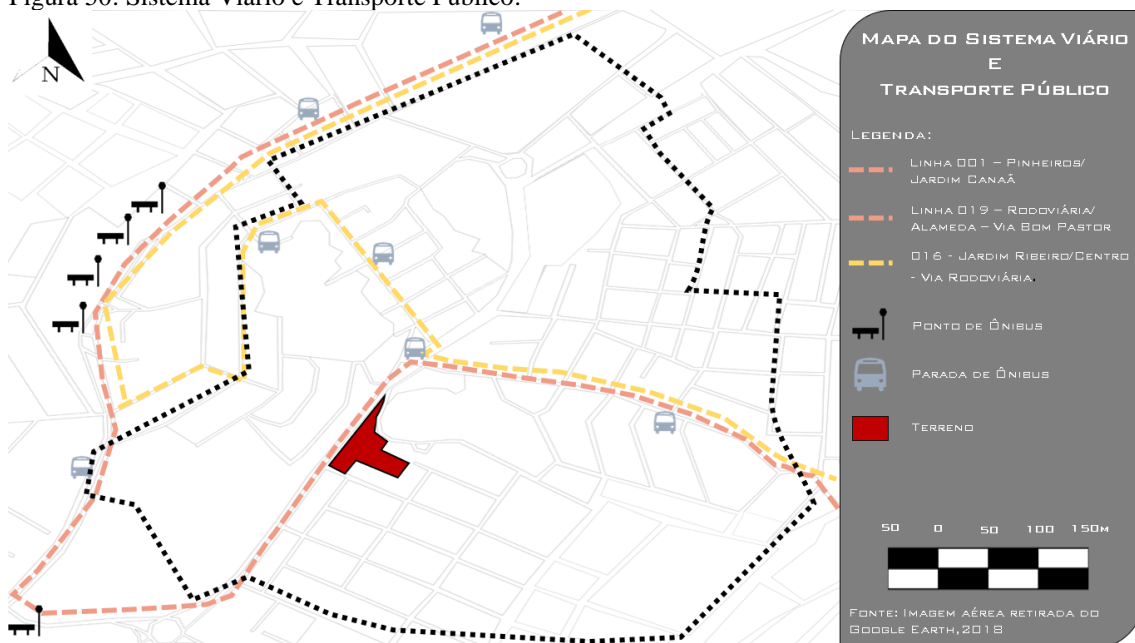 Figura 50: Sistema Viário e Transporte Público.
N
MAPA DO SISTEMA VIÁRIO
E
TRANSPORTE PÚBLICO
LEGENDA:
LINHA 001 – PINHEIROS/
JARDIM CANAÃ
LINHA 019 – RODOVIÁRIA/
ALAMEDA – VIA BOM PASTOR
016 - JARDIM RIBEIRO/CENTRO
- VIA RODOVIÁRIA.
PONTO DE ÔNIBUS
PARADA DE ÔNIBUS
TERRENO
50 0 50 100 150M
FONTE: IMAGEM AÉREA RETIRADA DO
GOOGLE EARTH,2018